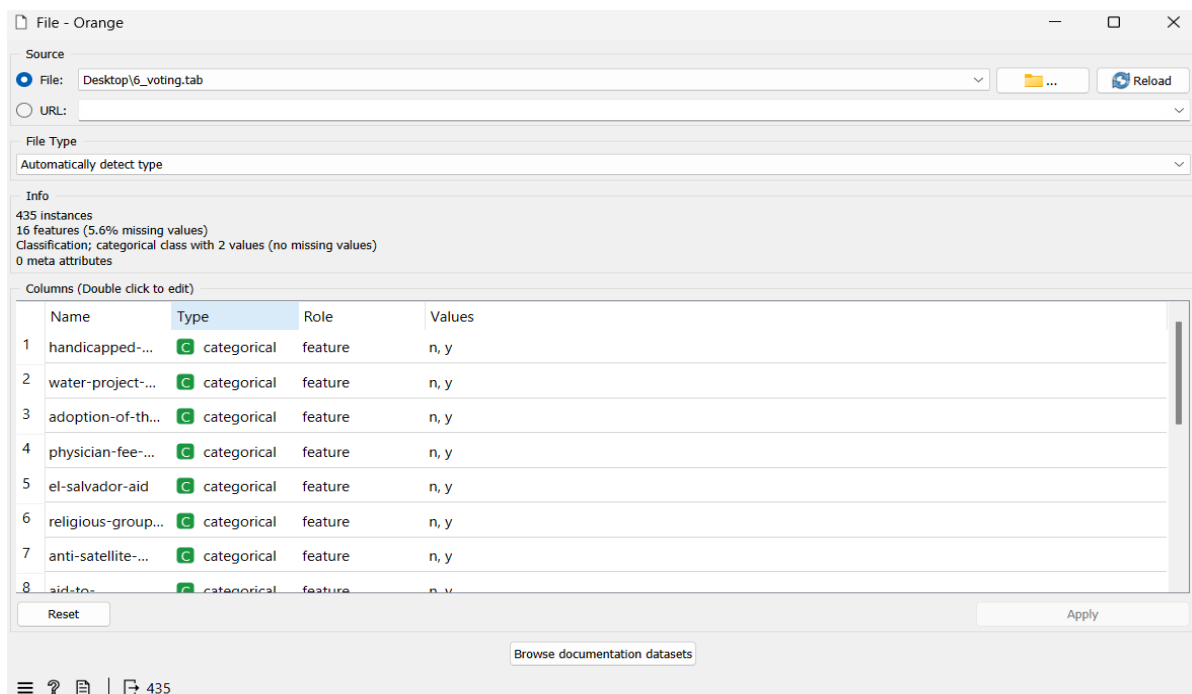 File - Orange
Source
File: Desktop\6_voting.tab ... Reload
URL:
File Type
Automatically detect type
Info
435 instances
16 features (5.6% missing values)
Classification; categorical class with 2 values (no missing values)
0 meta attributes
Columns (Double click to edit)
Name Type Role Values
1 handicapped-... C categorical feature n, y
2 water-project-... C categorical feature n, y
3 adoption-of-th... C categorical feature n, y
4 physician-fee-... C categorical feature n, y
5 el-salvador-aid C categorical feature n, y
6 religious-group... C categorical feature n, y
7 anti-satellite-... C categorical feature n, y
8 aid-to- C categorical feature n, y
Reset Apply
Browse documentation datasets
? 435